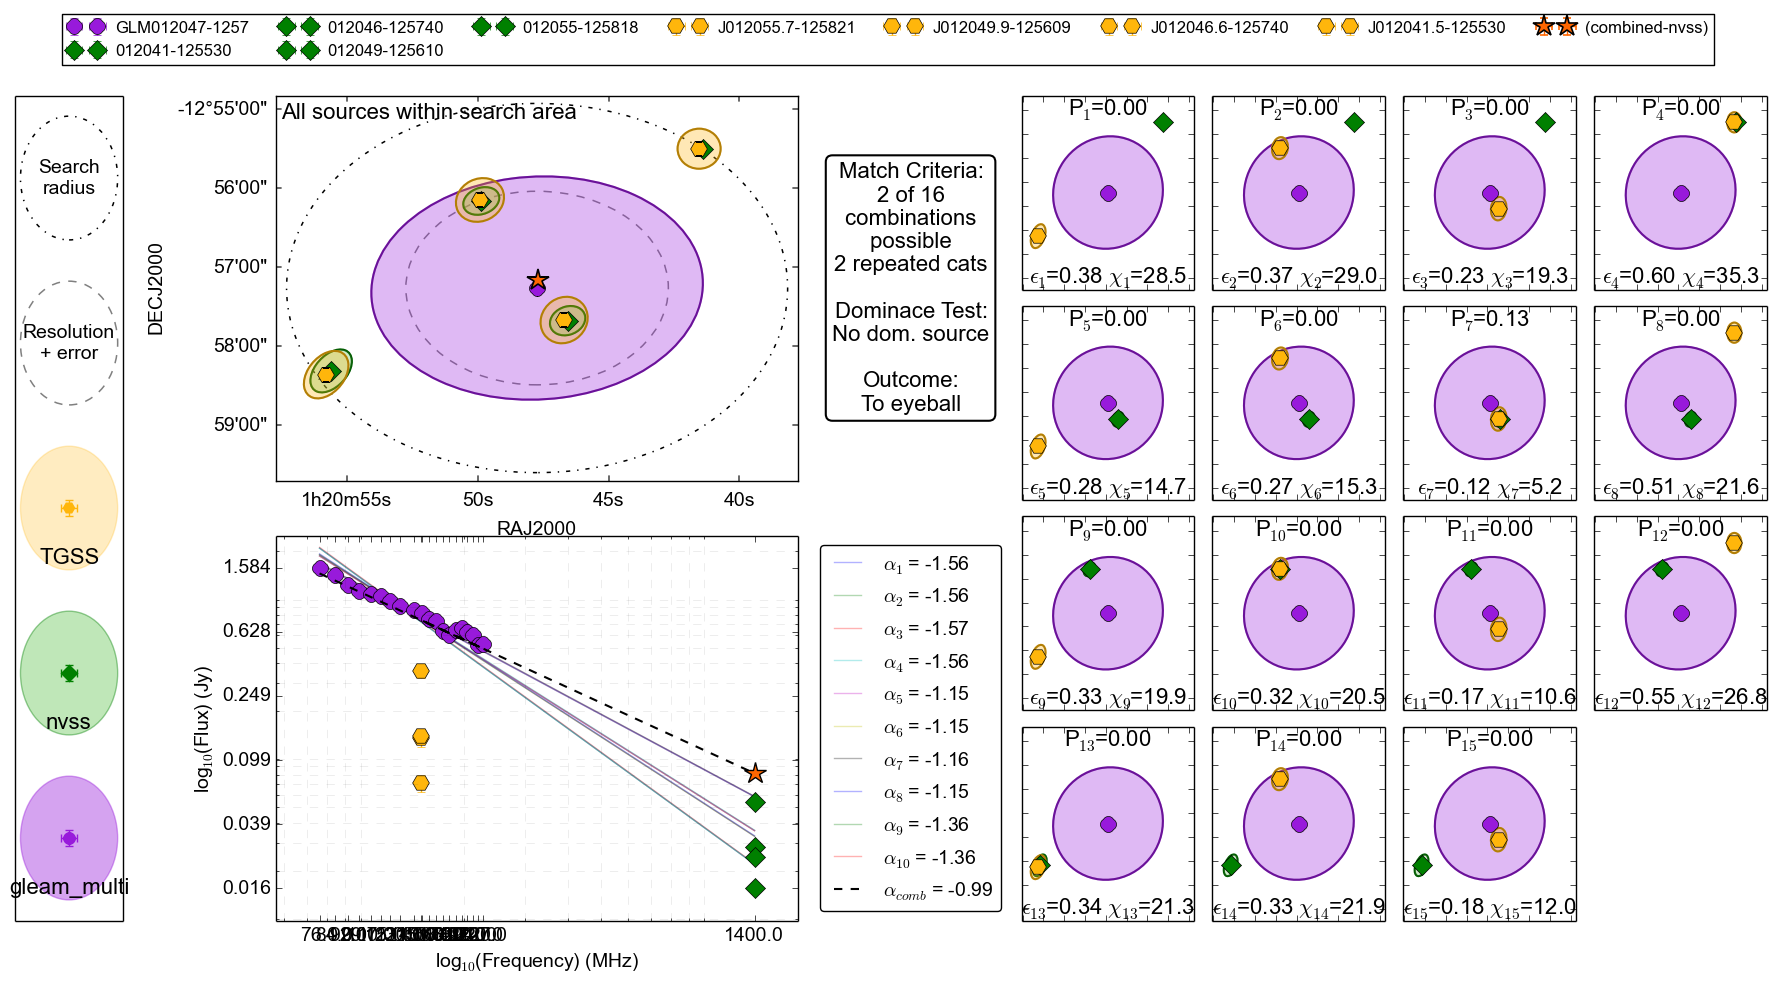 GLM012047-1257
012046-125740
012055-125818
J012055.7-125821
J012049.9-125609
J012046.6-125740
J012041.5-125530
(combined-nvss)
012041-125530
012049-125610
Search
radius
Resolution
+ error
TGSS
nvss
gleam_multi
All sources within search area
-12°55'00"
56'00"
57'00"
58'00"
59'00"
DECJ2000
1h20m55s
50s
45s
40s
RAJ2000
Match Criteria:
2 of 16
combinations
possible
2 repeated cats
Dominace Test:
No dom. source
Outcome:
To eyeball
1.584
0.628
0.249
0.099
0.039
0.016
log10(Flux) (Jy)
1400.0
log10(Frequency) (MHz)
α1 = -1.56
α2 = -1.56
α3 = -1.57
α4 = -1.56
α5 = -1.15
α6 = -1.15
α7 = -1.16
α8 = -1.15
α9 = -1.36
α10 = -1.36
αcomb = -0.99
P1=0.00
ϵ1=0.38 χ1=28.5
P2=0.00
ϵ2=0.37 χ2=29.0
P3=0.00
ϵ3=0.23 χ3=19.3
P4=0.00
ϵ4=0.60 χ4=35.3
P5=0.00
ϵ5=0.28 χ5=14.7
P6=0.00
ϵ6=0.27 χ6=15.3
P7=0.13
ϵ7=0.12 χ7=5.2
P8=0.00
ϵ8=0.51 χ8=21.6
P9=0.00
ϵ9=0.33 χ9=19.9
P10=0.00
ϵ10=0.32 χ10=20.5
P11=0.00
ϵ11=0.17 χ11=10.6
P12=0.00
ϵ12=0.55 χ12=26.8
P13=0.00
ϵ13=0.34 χ13=21.3
P14=0.00
ϵ14=0.33 χ14=21.9
P15=0.00
ϵ15=0.18 χ15=12.0